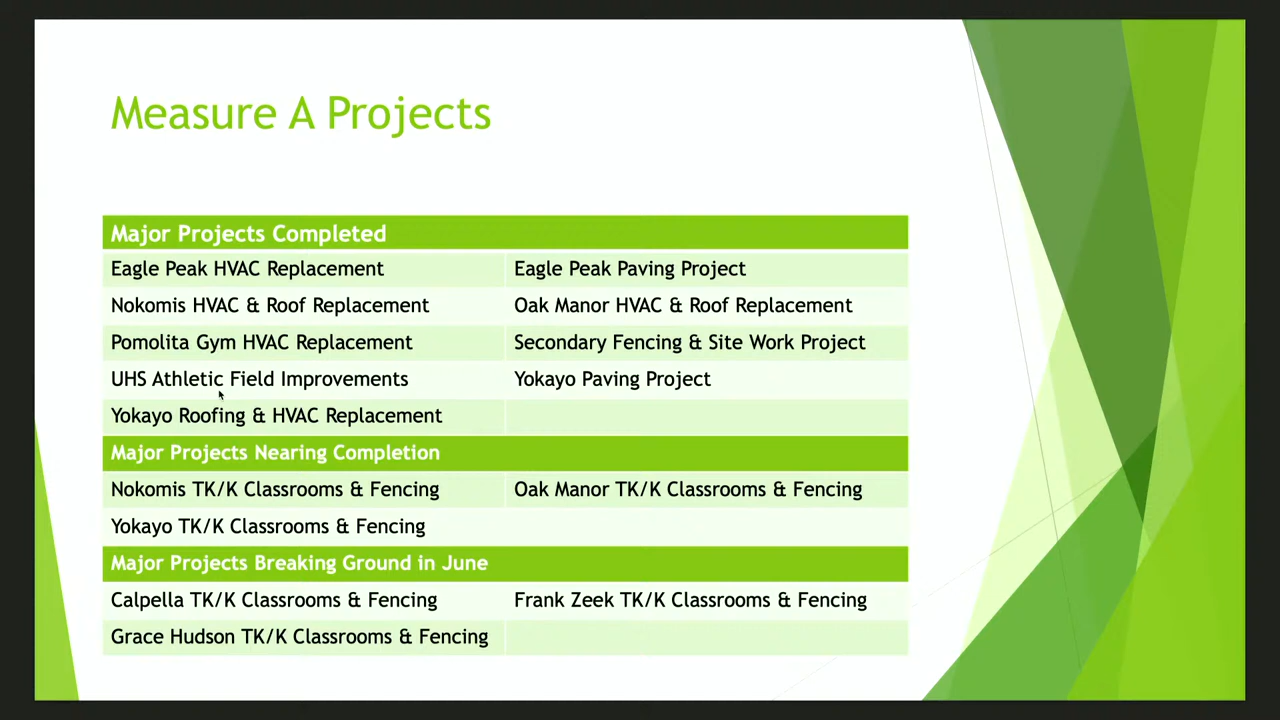 Measure A Projects
Major Projects Completed
Eagle Peak HVAC Replacement
Eagle Peak Paving Project
Nokomis HVAC & Roof Replacement
Oak Manor HVAC & Roof Replacement
Pomolita Gym HVAC Replacement
Secondary Fencing & Site Work Project
UHS Athletic Field Improvements
Yokayo Paving Project
Yokayo Roofing & HVAC Replacement
Major Projects Nearing Completion
Nokomis TK/K Classrooms & Fencing
Oak Manor TK/K Classrooms & Fencing
Yokayo TK/K Classrooms & Fencing
Major Projects Breaking Ground in June
Calpella TK/K Classrooms & Fencing
Frank Zeek TK/K Classrooms & Fencing
Grace Hudson TK/K Classrooms & Fencing